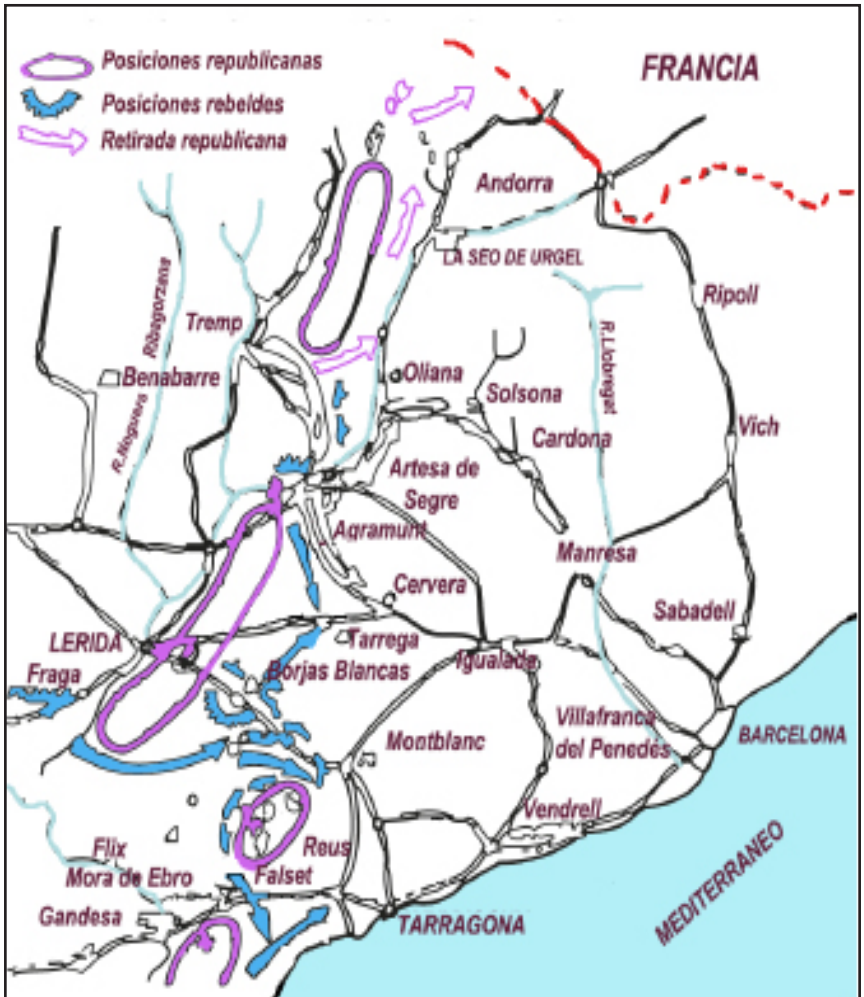 Posiciones republicanas
FRANCIA
Posiciones rebeldes
Retirada republicana
Andorra
LA SEO DE URGEL
Ripoll
R.Noguera Ribagorzana
Tremp
R.Llobregat
Benabarre
Oliana
Solsona
Vich
Cardona
Artesa de
Segre
Agramunt
Manresa
Cervera
Sabadell
LERIDA
Tarrega
Igualada
Fraga
Borjas Blancas
Villafranca
del Penedés
BARCELONA
Montblanc
Vendrell
Flix
Reus
Mora de Ebro
Falset
Gandesa
TARRAGONA
MEDITERRANEO